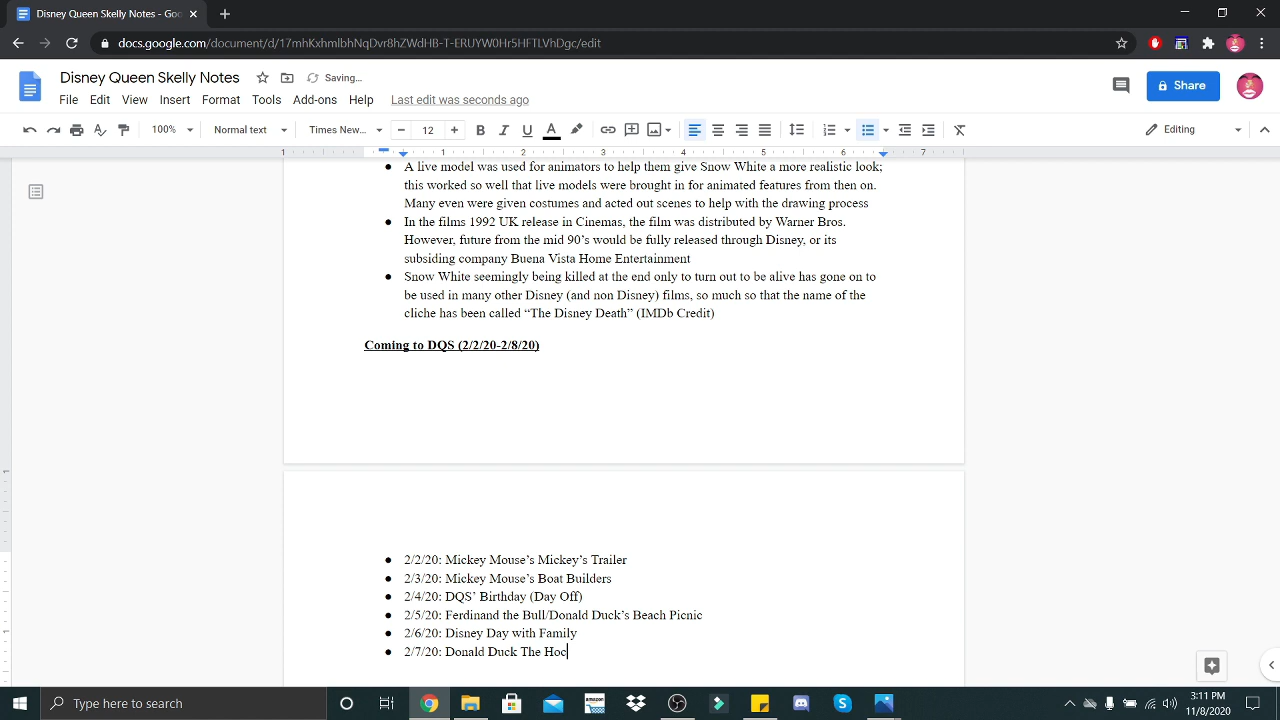 Disney Queen Skelly Notes - Goo
docs.google.com/document/d/17mhKxhmlbhNqDvr8hZWdHB-T-ERUYW0Hr5HFTLVhDgc/edit
Disney Queen Skelly Notes
Saving...
File Edit View Insert Format Tools Add-ons Help Last edit was seconds ago
Share
100% Normal text Times New... 12 B I U A Editing
1 1 2 3 4 5 6 7
A live model was used for animators to help them give Snow White a more realistic look;
this worked so well that live models were brought in for animated features from then on.
Many even were given costumes and acted out scenes to help with the drawing process
In the films 1992 UK release in Cinemas, the film was distributed by Warner Bros.
However, future from the mid 90’s would be fully released through Disney, or its
subsiding company Buena Vista Home Entertainment
Snow White seemingly being killed at the end only to turn out to be alive has gone on to
be used in many other Disney (and non Disney) films, so much so that the name of the
cliche has been called “The Disney Death” (IMDb Credit)
Coming to DQS (2/2/20-2/8/20)
2/2/20: Mickey Mouse’s Mickey’s Trailer
2/3/20: Mickey Mouse’s Boat Builders
2/4/20: DQS’ Birthday (Day Off)
2/5/20: Ferdinand the Bull/Donald Duck’s Beach Picnic
2/6/20: Disney Day with Family
2/7/20: Donald Duck The Hoc
Type here to search
amazon
3:11 PM
11/8/2020